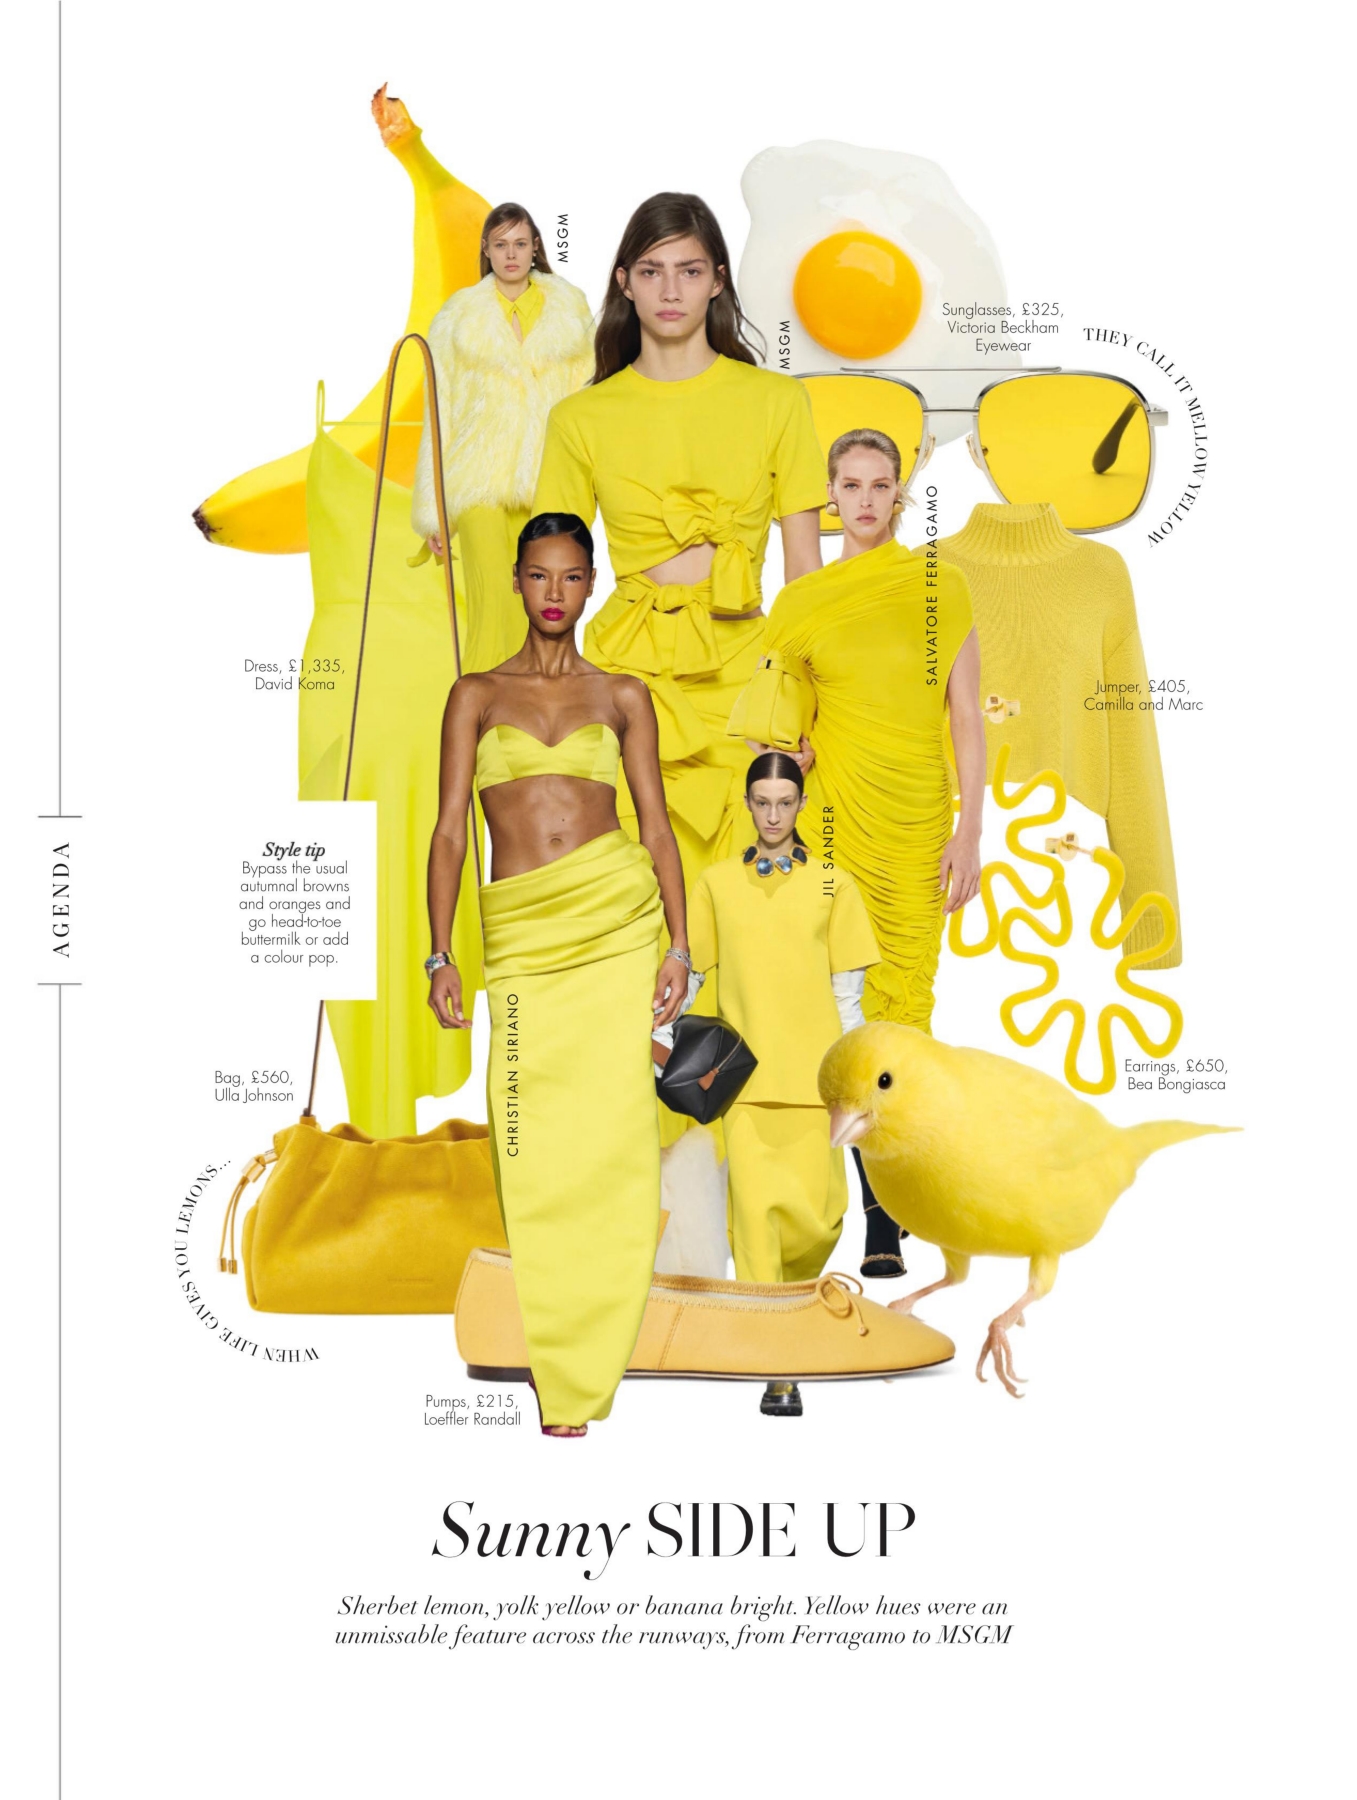 MSGM
Sunglasses, £325,
Victoria Beckham
Eyewear
MSGM
THEY CALL IT MELLOW YELLOW
SALVATORE FERRAGAMO
Dress, £1,335,
David Koma
Jumper, £405,
Camilla and Marc
JIL SANDER
AGENDA
Style tip
Bypass the usual
autumnal browns
and oranges and
go head-to-toe
buttermilk or add
a colour pop.
CHRISTIAN SIRIANO
Earrings, £650,
Bea Bongiasca
Bag, £560,
Ulla Johnson
WHEN LIFE GIVES YOU LEMONS...
Pumps, £215,
Loeffler Randall
Sunny SIDE UP
Sherbet lemon, yolk yellow or banana bright. Yellow hues were an
unmissable feature across the runways, from Ferragamo to MSGM